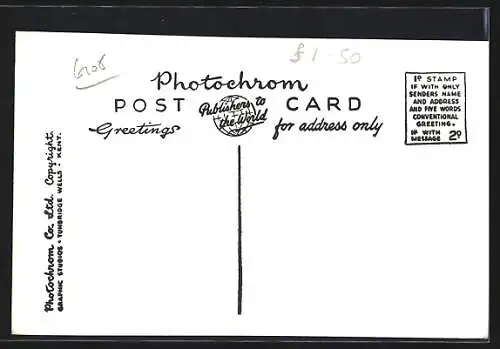 £1-50
Photochrom
POST CARD
Publishers to
the World
Greetings
for address only
1D STAMP
IF WITH ONLY
SENDERS NAME
AND ADDRESS
AND FIVE WORDS
CONVENTIONAL
GREETING.
IF WITH
MESSAGE 2D
Photochrom Co. Ltd. Copyright.
GRAPHIC STUDIOS • TUNBRIDGE WELLS • KENT.